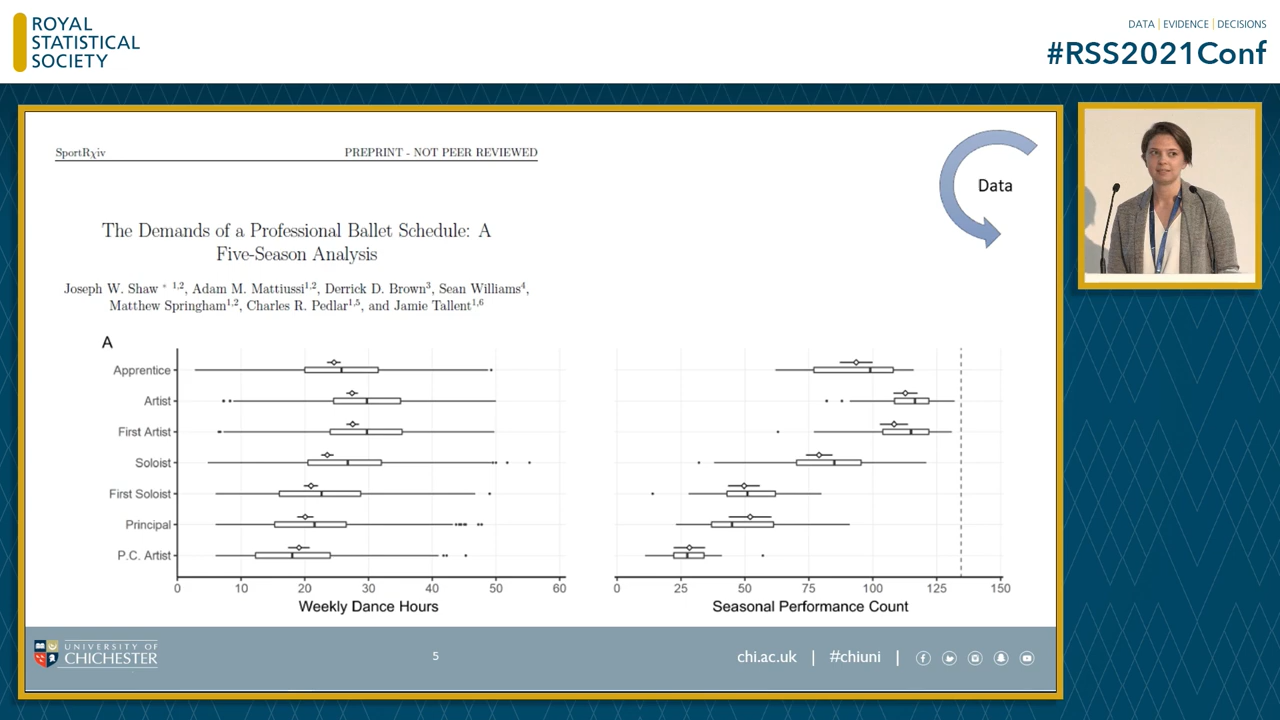 ROYAL
STATISTICAL
SOCIETY
DATA | EVIDENCE | DECISIONS
#RSS2021Conf
SportRχiv
PREPRINT - NOT PEER REVIEWED
Data
The Demands of a Professional Ballet Schedule: A
Five-Season Analysis
Joseph W. Shaw * 1,2, Adam M. Mattiussi1,2, Derrick D. Brown3, Sean Williams4,
Matthew Springham1,2, Charles R. Pedlar1,5, and Jamie Tallent1,6
A
Apprentice
Artist
First Artist
Soloist
First Soloist
Principal
P.C. Artist
0 10 20 30 40 50 60
Weekly Dance Hours
0 25 50 75 100 125 150
Seasonal Performance Count
UNIVERSITY OF
CHICHESTER
5
chi.ac.uk | #chiuni |